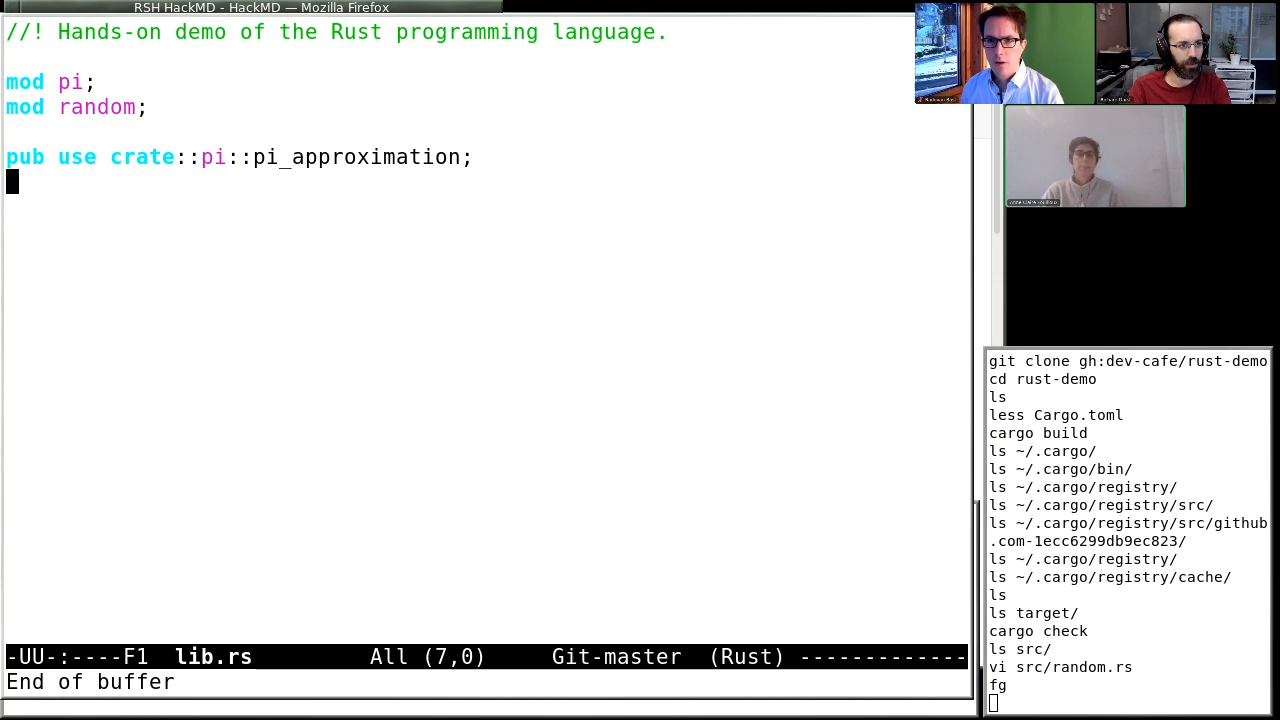 RSH HackMD - HackMD — Mozilla Firefox
//! Hands-on demo of the Rust programming language.
mod pi;
mod random;
pub use crate::pi::pi_approximation;
-UU-:----F1  lib.rs         All (7,0)     Git-master  (Rust) -------------
End of buffer
git clone gh:dev-cafe/rust-demo
cd rust-demo
ls
less Cargo.toml
cargo build
ls ~/.cargo/
ls ~/.cargo/bin/
ls ~/.cargo/registry/
ls ~/.cargo/registry/src/
ls ~/.cargo/registry/src/github
.com-1ecc6299db9ec823/
ls ~/.cargo/registry/
ls ~/.cargo/registry/cache/
ls
ls target/
cargo check
ls src/
vi src/random.rs
fg